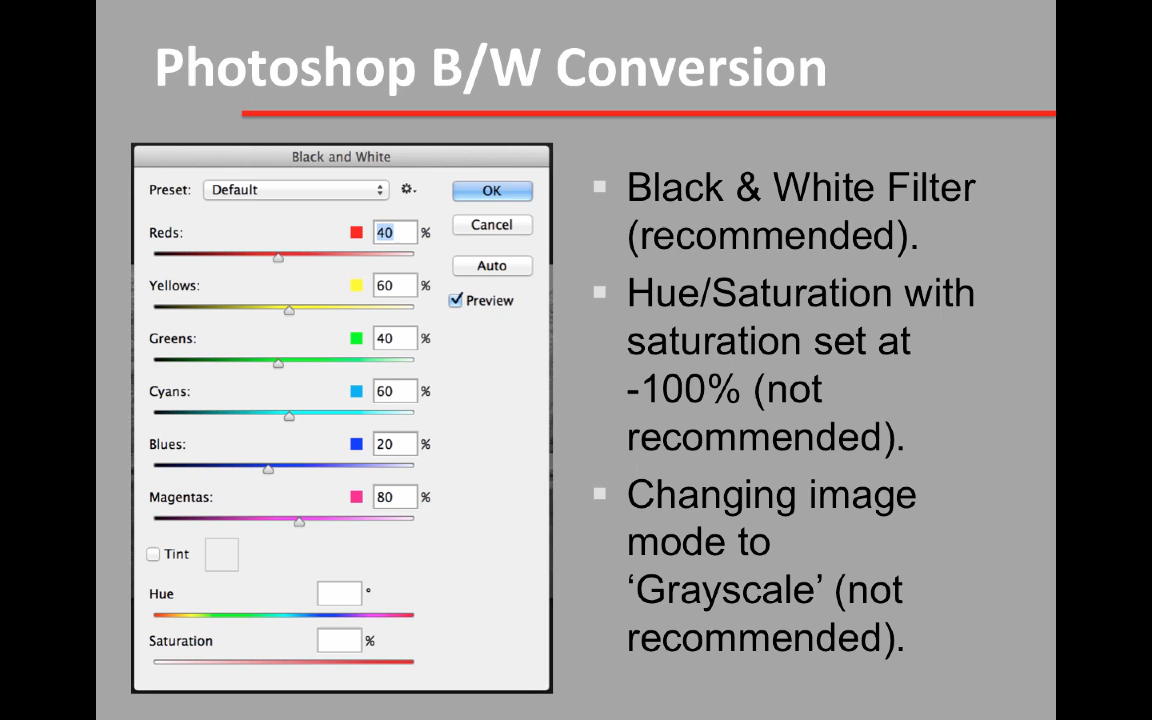 Photoshop B/W Conversion
Black and White
Preset: Default
OK
Reds: 40 %
Cancel
Auto
Yellows: 60 %
Preview
Greens: 40 %
Cyans: 60 %
Blues: 20 %
Magentas: 80 %
Tint
Hue °
Saturation %
Black & White Filter
(recommended).
Hue/Saturation with
saturation set at
-100% (not
recommended).
Changing image
mode to
‘Grayscale’ (not
recommended).